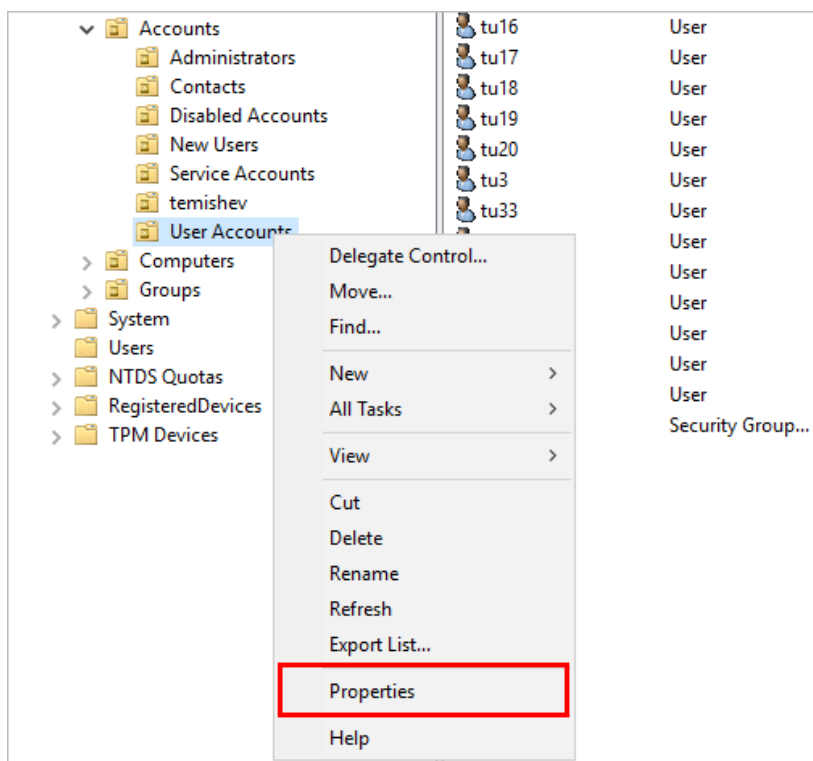 Accounts
Administrators
Contacts
Disabled Accounts
New Users
Service Accounts
temishev
User Accounts
Computers
Groups
System
Users
NTDS Quotas
RegisteredDevices
TPM Devices
tu16 User
tu17 User
tu18 User
tu19 User
tu20 User
tu3 User
tu33 User
User
User
User
User
User
User
Security Group...
Delegate Control...
Move...
Find...
New
All Tasks
View
Cut
Delete
Rename
Refresh
Export List...
Properties
Help